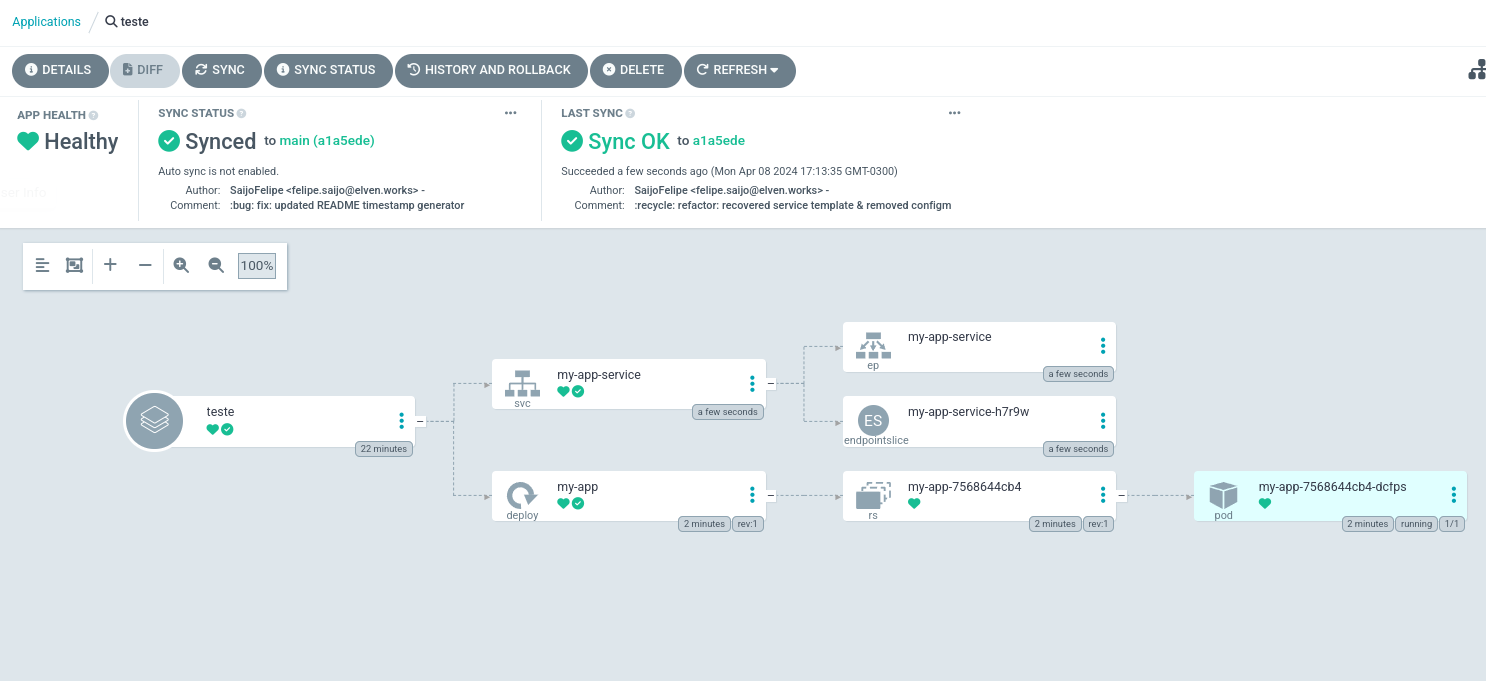 Applications / teste
DETAILS DIFF SYNC SYNC STATUS HISTORY AND ROLLBACK DELETE REFRESH
APP HEALTH
Healthy
SYNC STATUS
Synced to main (a1a5ede)
Auto sync is not enabled.
Author: SaijoFelipe <felipe.saijo@elven.works> -
Comment: :bug: fix: updated README timestamp generator
LAST SYNC
Sync OK to a1a5ede
Succeeded a few seconds ago (Mon Apr 08 2024 17:13:35 GMT-0300)
Author: SaijoFelipe <felipe.saijo@elven.works> -
Comment: :recycle: refactor: recovered service template & removed configm
ser info
100%
teste
22 minutes
my-app-service
svc
a few seconds
my-app
deploy
2 minutes rev:1
my-app-service
ep
a few seconds
ES
my-app-service-h7r9w
endpointslice
a few seconds
my-app-7568644cb4
rs
2 minutes rev:1
my-app-7568644cb4-dcfps
pod
2 minutes running 1/1